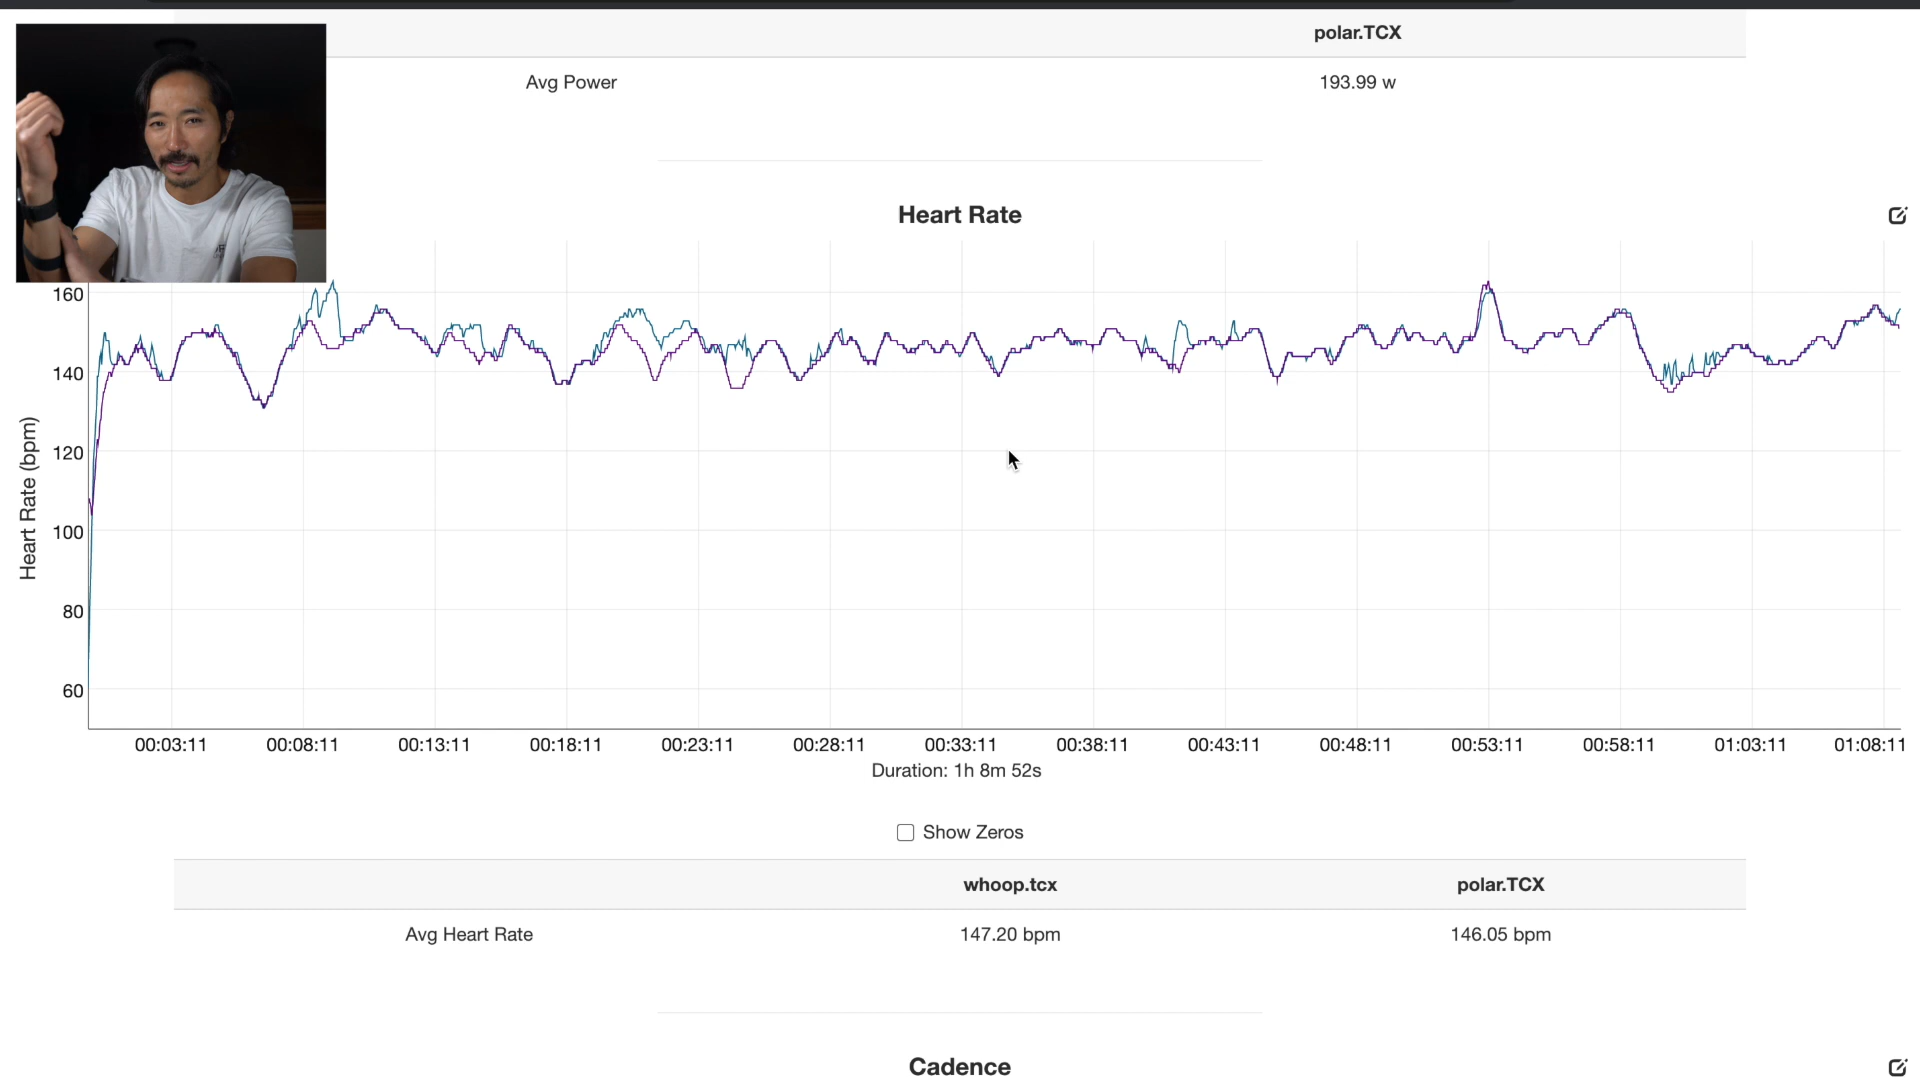 polar.TCX
Avg Power 193.99 w
Heart Rate
160
140
120
100
80
60
Heart Rate (bpm)
00:03:11 00:08:11 00:13:11 00:18:11 00:23:11 00:28:11 00:33:11 00:38:11 00:43:11 00:48:11 00:53:11 00:58:11 01:03:11 01:08:11
Duration: 1h 8m 52s
Show Zeros
whoop.tcx polar.TCX
Avg Heart Rate 147.20 bpm 146.05 bpm
Cadence